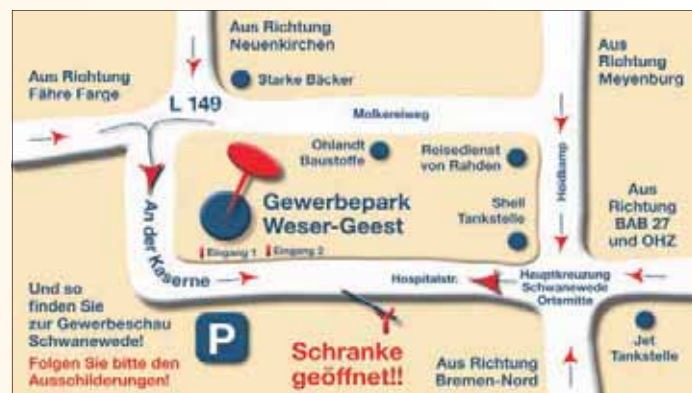 Aus Richtung
Neuenkirchen
Aus
Richtung
Meyenburg
Aus Richtung
Fähre Farge
Starke Bäcker
L 149
Molkereiweg
Ohlandt
Baustoffe
Reisedienst
von Rahden
Heidkamp
Gewerbepark
Weser-Geest
Shell
Tankstelle
Aus
Richtung
BAB 27
und OHZ
An der Kaserne
Eingang 1
Eingang 2
Hospitalstr.
Hauptkreuzung
Schwanewede
Ortsmitte
Und so
finden Sie
zur Gewerbeschau
Schwanewede!
Folgen Sie bitte den
Ausschilderungen!
P
Schranke
geöffnet!!
Aus Richtung
Bremen-Nord
Jet
Tankstelle